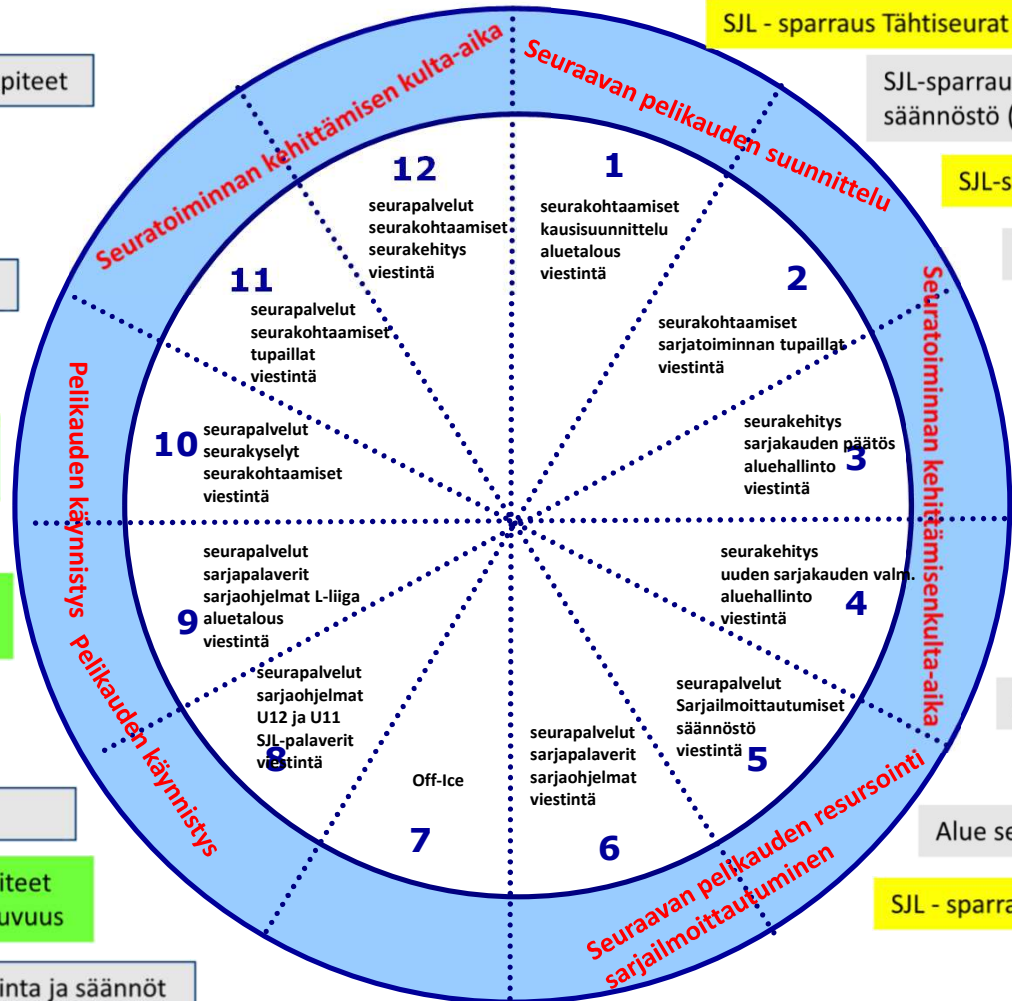 SJL - sparraus Tähtiseurat
SJL-sparrau
säännöstö (
SJL-s
piteet
Seuratoiminnan kehittämisen kulta-aika
Seuraavan pelikauden suunnittelu
12
seurapalvelut
seurakohtaamiset
seurakehitys
viestintä
1
seurakohtaamiset
kausisuunnittelu
aluetalous
viestintä
2
seurakohtaamiset
sarjatoiminnan tupaillat
viestintä
Seuratoiminnan kehittämisenkulta-aika
3
seurakehitys
sarjakauden päätös
aluehallinto
viestintä
4
seurakehitys
uuden sarjakauden valm.
aluehallinto
viestintä
5
seurapalvelut
Sarjailmoittautumiset
säännöstö
viestintä
Seuraavan pelikauden resursointi
sarjailmoittautuminen
6
seurapalvelut
sarjapalaverit
sarjaohjelmat
viestintä
7
Off-Ice
Pelikauden käynnistys
8
seurapalvelut
sarjaohjelmat
U12 ja U11
SJL-palaverit
viestintä
9
seurapalvelut
sarjapalaverit
sarjaohjelmat L-liiga
aluetalous
viestintä
Pelikauden käynnistys
10
seurapalvelut
seurakyselyt
seurakohtaamiset
viestintä
11
seurapalvelut
seurakohtaamiset
tupaillat
viestintä
Alue se
SJL - sparra
iteet
uvuus
inta ja säännöt